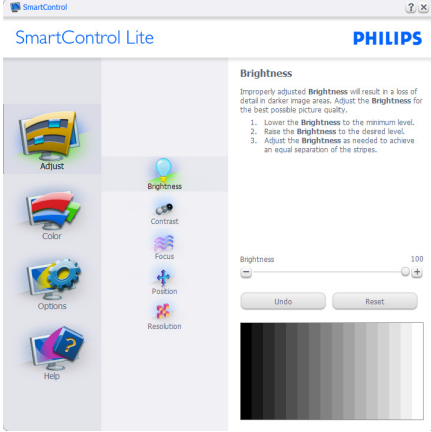 SmartControl
SmartControl Lite
PHILIPS
Adjust
Color
Options
Help
Brightness
Contrast
Focus
Position
Resolution
Brightness
Improperly adjusted Brightness will result in a loss of
detail in darker image areas. Adjust the Brightness for
the best possible picture quality.
1. Lower the Brightness to the minimum level.
2. Raise the Brightness to the desired level.
3. Adjust the Brightness as needed to achieve
an equal separation of the stripes.
Brightness 100
Undo Reset